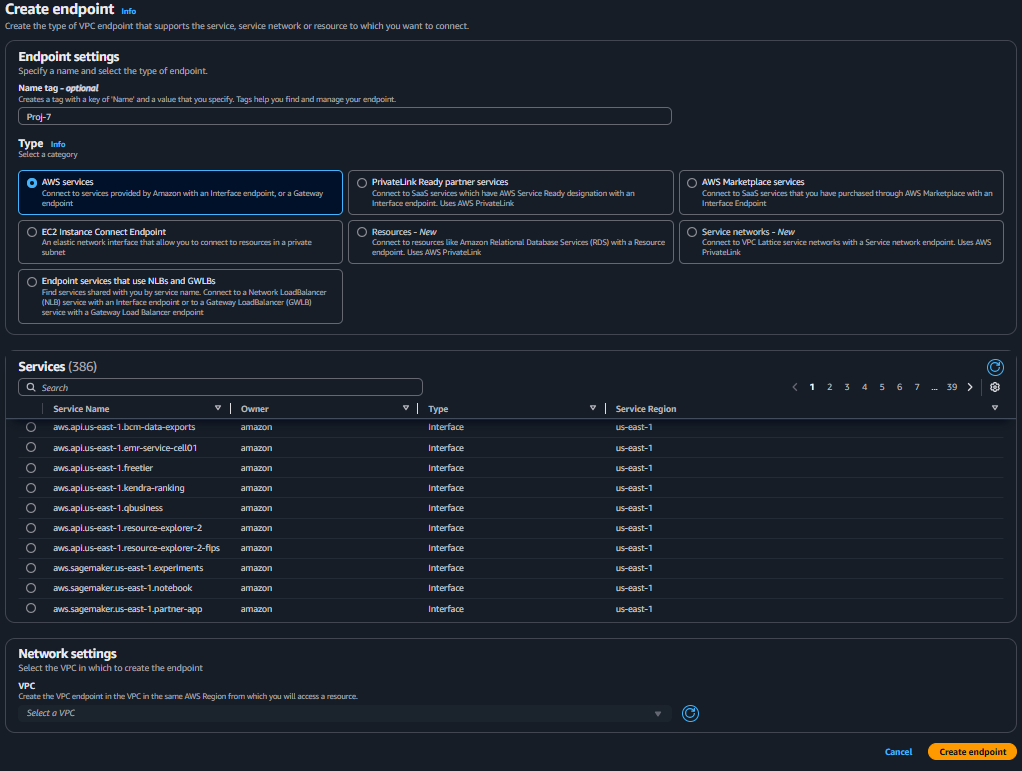 Create endpoint Info
Create the type of VPC endpoint that supports the service, service network or resource to which you want to connect.
Endpoint settings
Specify a name and select the type of endpoint.
Name tag - optional
Creates a tag with a key of 'Name' and a value that you specify. Tags help you find and manage your endpoint.
Proj-7
Type Info
Select a category
AWS services
Connect to services provided by Amazon with an Interface endpoint, or a Gateway
endpoint
PrivateLink Ready partner services
Connect to SaaS services which have AWS Service Ready designation with an
Interface endpoint. Uses AWS PrivateLink
AWS Marketplace services
Connect to SaaS services that you have purchased through AWS Marketplace with an
Interface Endpoint
EC2 Instance Connect Endpoint
An elastic network interface that allow you to connect to resources in a private
subnet
Resources - New
Connect to resources like Amazon Relational Database Services (RDS) with a Resource
endpoint. Uses AWS PrivateLink
Service networks - New
Connect to VPC Lattice service networks with a Service network endpoint. Uses AWS
PrivateLink
Endpoint services that use NLBs and GWLBs
Find services shared with you by service name. Connect to a Network LoadBalancer
(NLB) service with an Interface endpoint or to a Gateway LoadBalancer (GWLB)
service with a Gateway Load Balancer endpoint
Services (386)
Search
1 2 3 4 5 6 7 ... 39
Service Name Owner Type Service Region
aws.api.us-east-1.bcm-data-exports amazon Interface us-east-1
aws.api.us-east-1.emr-service-cell01 amazon Interface us-east-1
aws.api.us-east-1.freetier amazon Interface us-east-1
aws.api.us-east-1.kendra-ranking amazon Interface us-east-1
aws.api.us-east-1.qbusiness amazon Interface us-east-1
aws.api.us-east-1.resource-explorer-2 amazon Interface us-east-1
aws.api.us-east-1.resource-explorer-2-fips amazon Interface us-east-1
aws.sagemaker.us-east-1.experiments amazon Interface us-east-1
aws.sagemaker.us-east-1.notebook amazon Interface us-east-1
aws.sagemaker.us-east-1.partner-app amazon Interface us-east-1
Network settings
Select the VPC in which to create the endpoint
VPC
Create the VPC endpoint in the VPC in the same AWS Region from which you will access a resource.
Select a VPC
Cancel Create endpoint